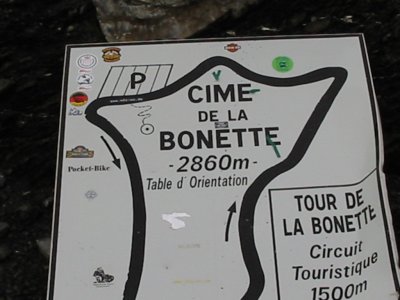 P
CIME
DE LA
BONETTE
-2860m-
Table d'Orientation
Pocket-Bike
TOUR DE
LA BONETTE
Circuit
Touristique
1500m